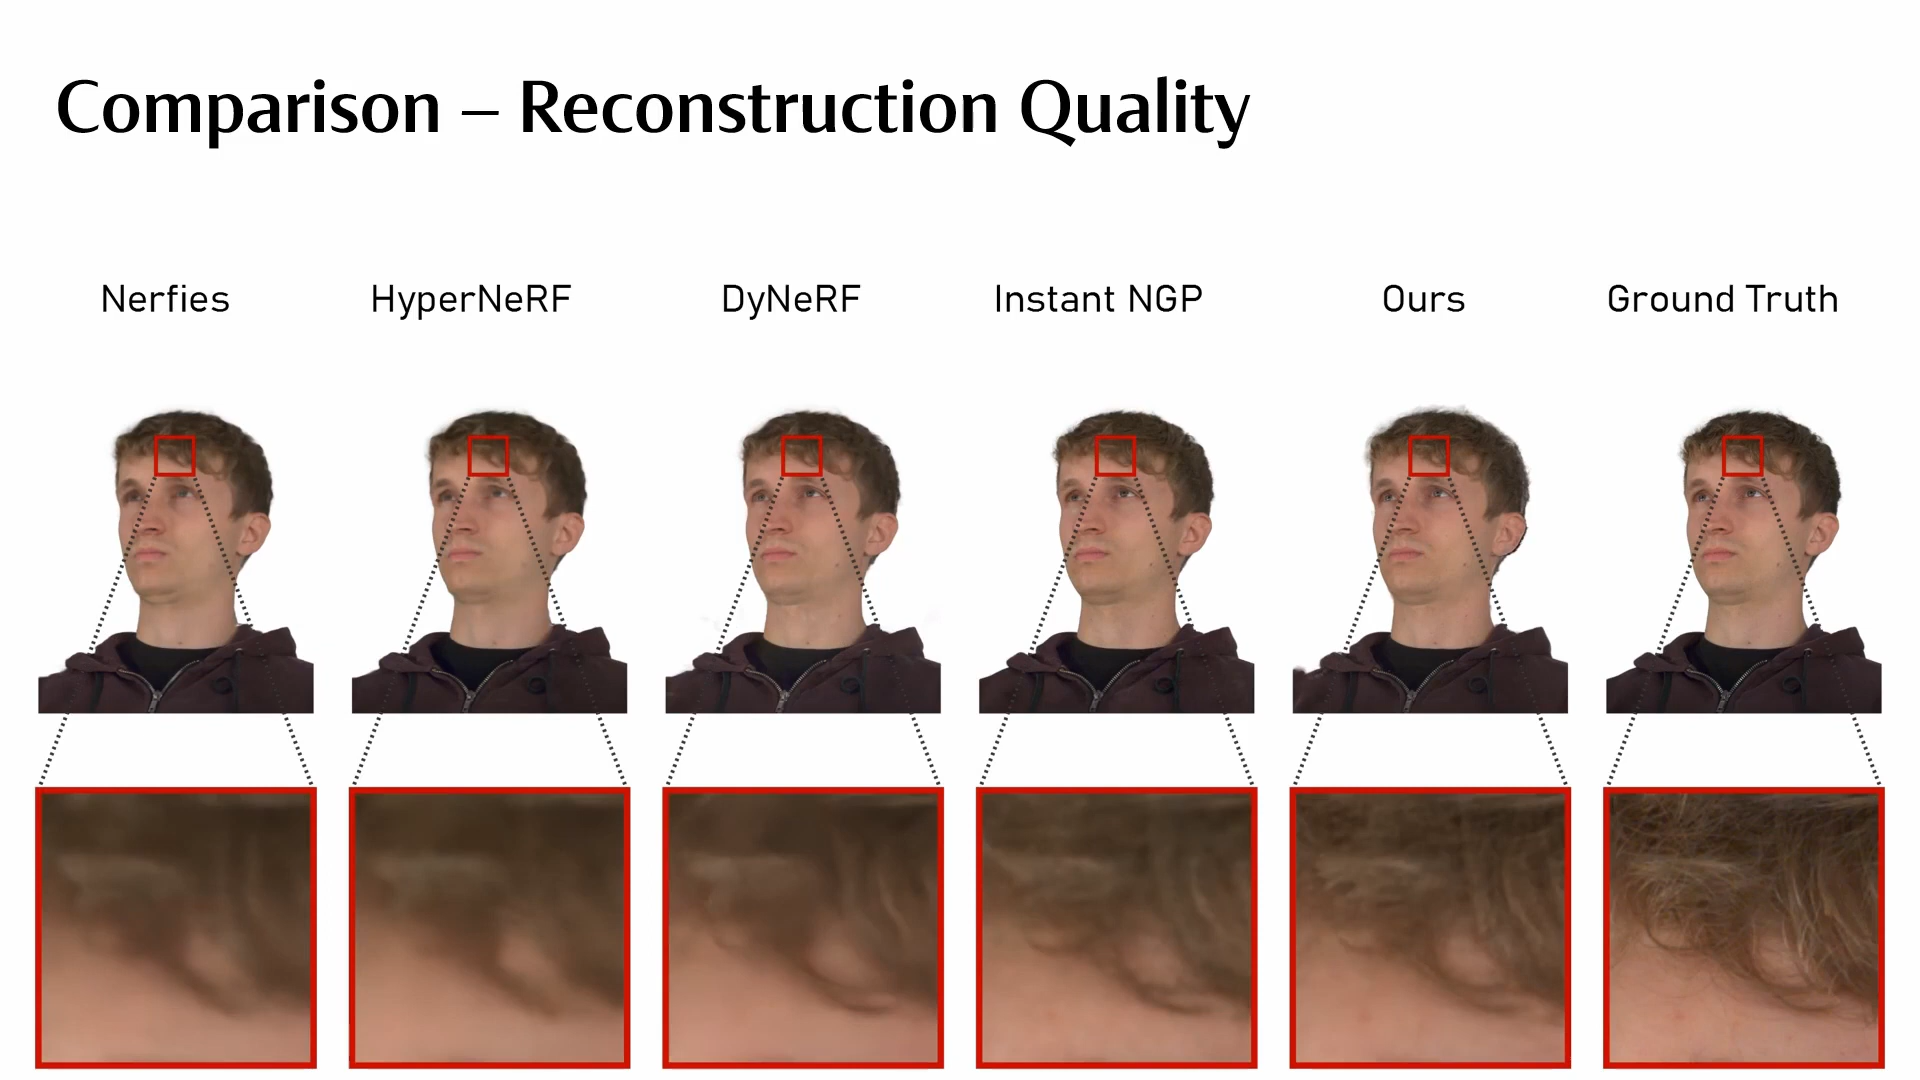 Comparison – Reconstruction Quality
Nerfies HyperNeRF DyNeRF Instant NGP Ours Ground Truth